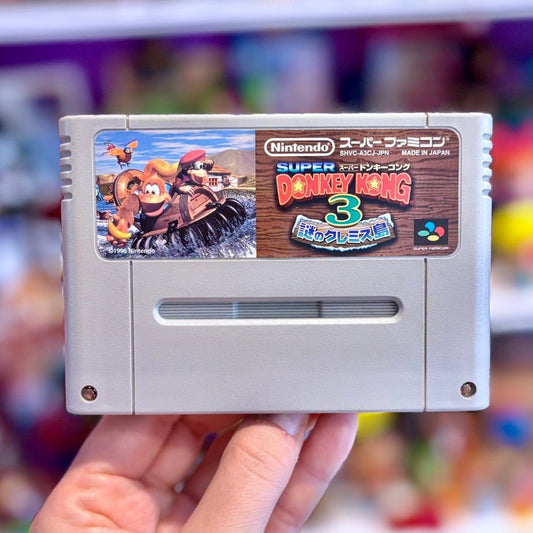 Nintendo
スーパーファミコン
SHVC-A3CJ-JPN MADE IN JAPAN
SUPER スーパードンキーコング
DONKEY KONG
3
謎のクレミス島
©1996 Nintendo
SUPER FAMICOM